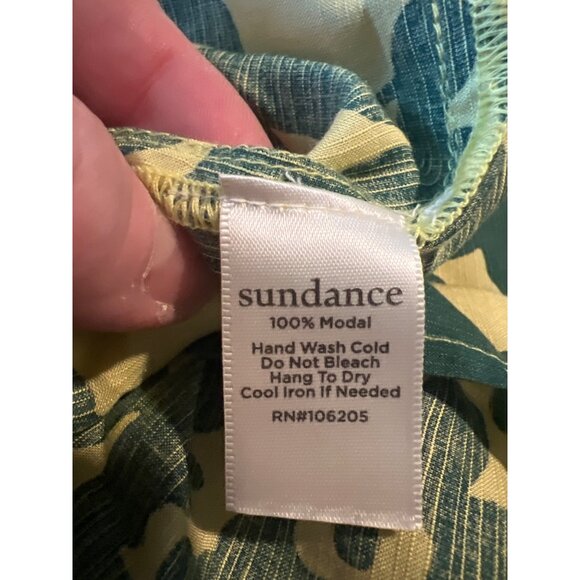 sundance
100% Modal
Hand Wash Cold
Do Not Bleach
Hang To Dry
Cool Iron If Needed
RN#106205